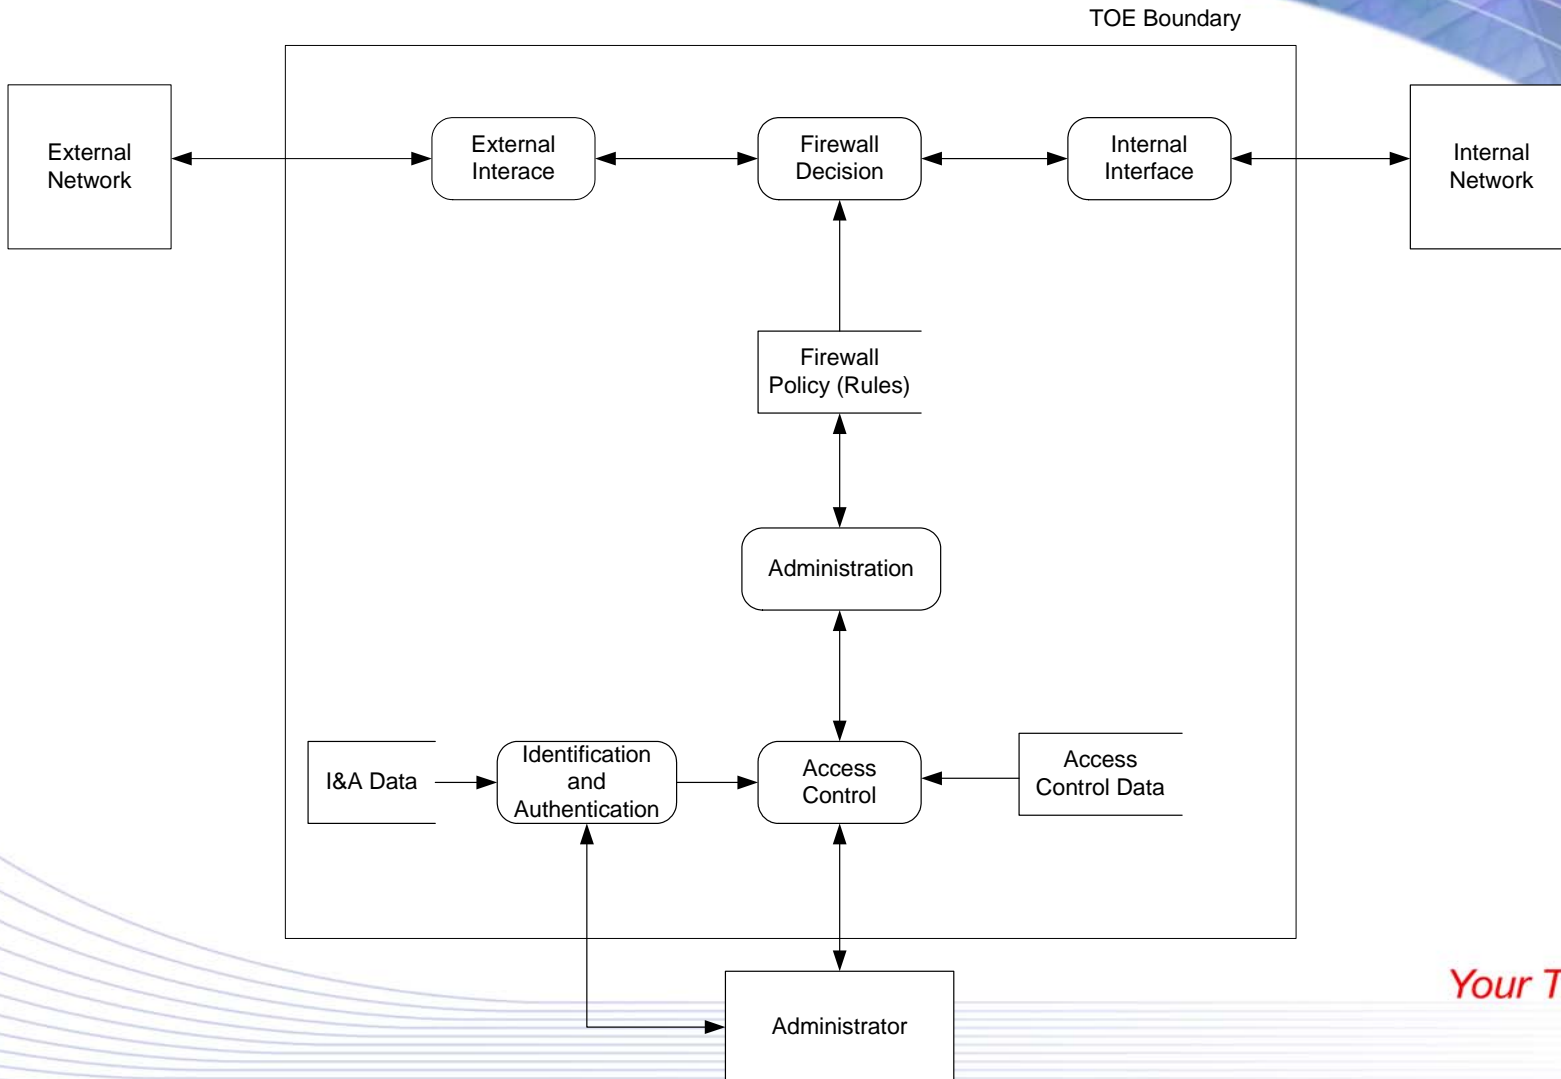 TOE Boundary
External
Network
External
Interace
Firewall
Decision
Internal
Interface
Internal
Network
Firewall
Policy (Rules)
Administration
I&A Data
Identification
and
Authentication
Access
Control
Access
Control Data
Administrator
Your T